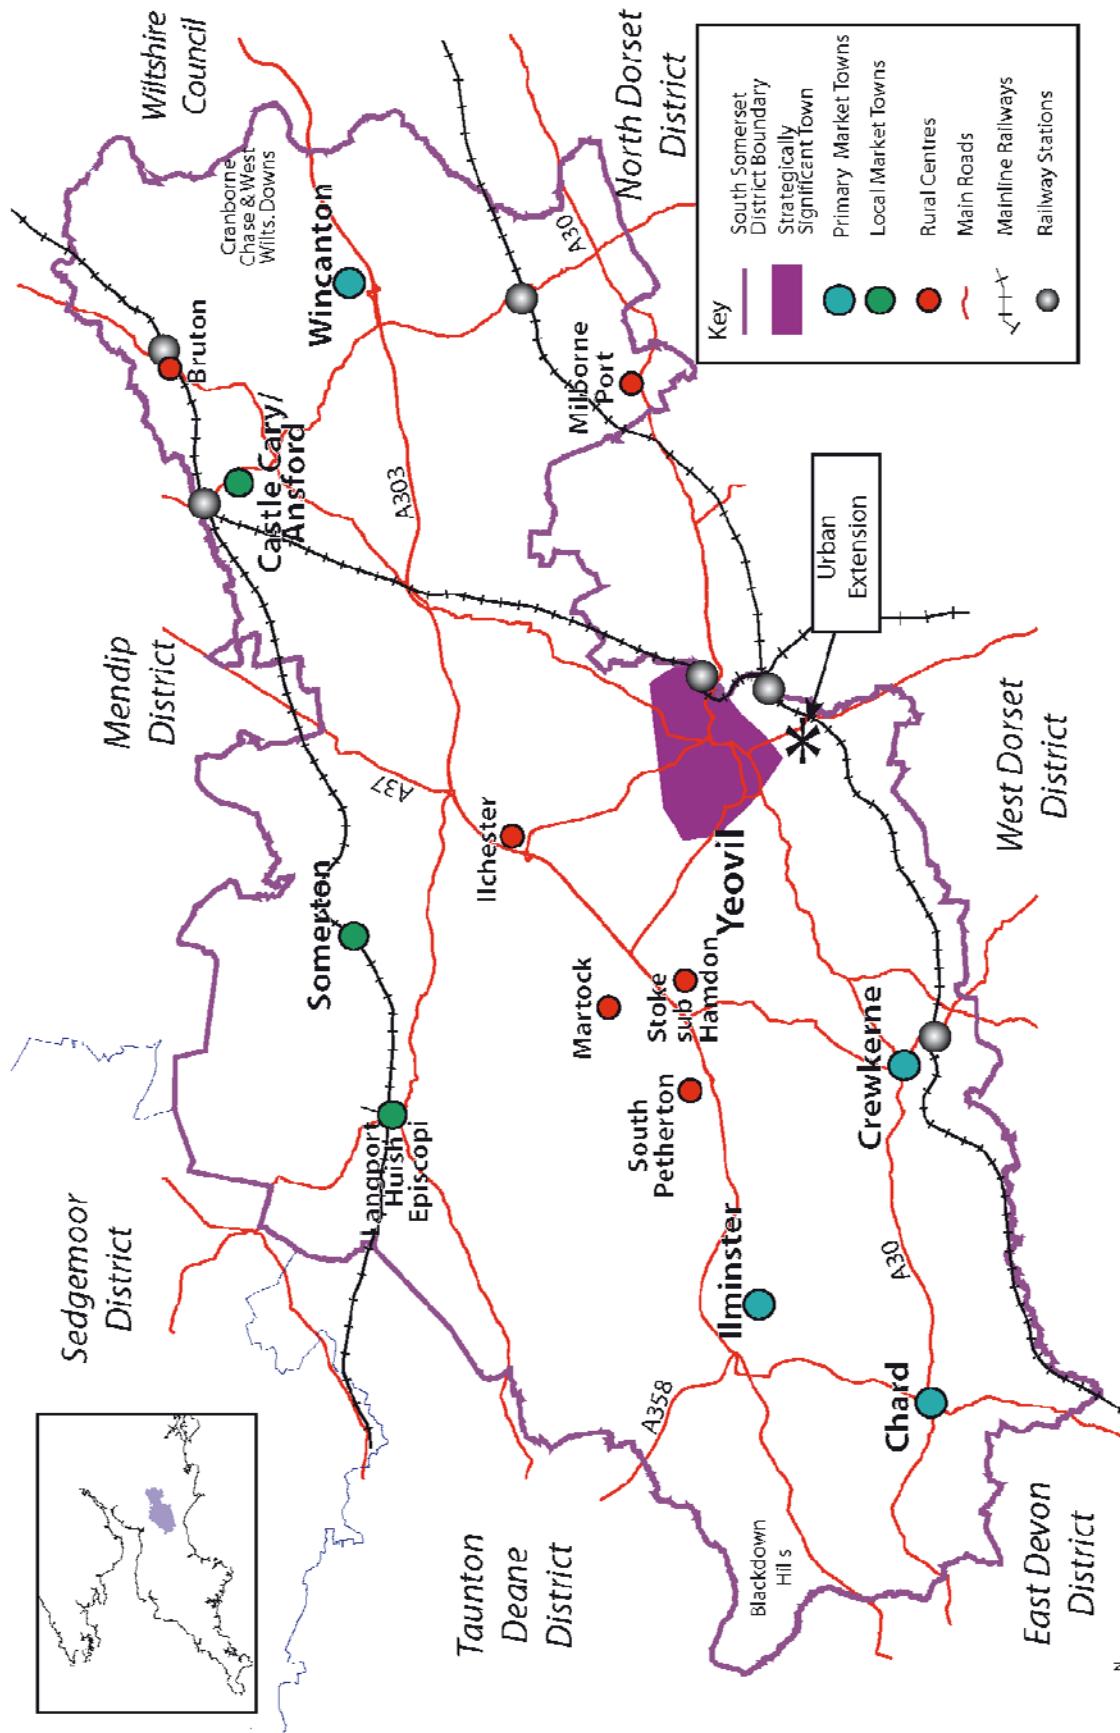 Wiltshire
Council
Cranborne
Chase & West
Wilts. Downs
Wincanton
Bruton
Castle Cary/
Ansford
A303
Mendip
District
A37
Somerton
Langport/
Huish
Episcopi
Sedgemoor
District
Ilchester
Martock
Stoke
sub
Hamdon
South
Petherton
Yeovil
Milborne
Port
A30
North Dorset
District
Urban
Extension
West Dorset
District
Crewkerne
A30
Ilminster
Chard
A358
Taunton
Deane
District
Blackdown
Hills
East Devon
District
N
Key
South Somerset
District Boundary
Strategically
Significant Town
Primary Market Towns
Local Market Towns
Rural Centres
Main Roads
Mainline Railways
Railway Stations